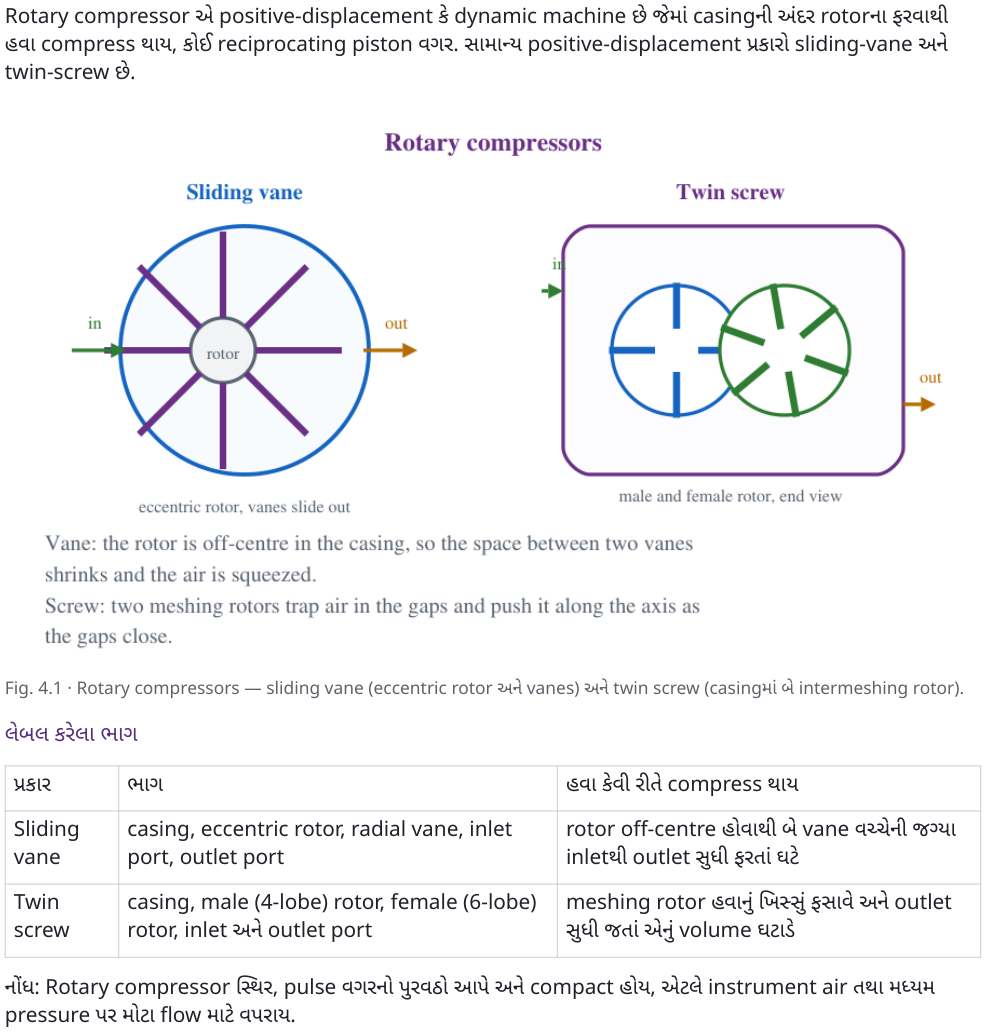 Rotary compressor એ positive-displacement કે dynamic machine છે જેમાં casingની અંદર rotorના ફરવાથી
હવા compress થાય, કોઈ reciprocating piston વગર. સામાન્ય positive-displacement પ્રકારો sliding-vane અને
twin-screw છે.
Rotary compressors
Sliding vane
Twin screw
in
rotor
out
in
out
eccentric rotor, vanes slide out
male and female rotor, end view
Vane: the rotor is off-centre in the casing, so the space between two vanes
shrinks and the air is squeezed.
Screw: two meshing rotors trap air in the gaps and push it along the axis as
the gaps close.
Fig. 4.1 · Rotary compressors — sliding vane (eccentric rotor અને vanes) અને twin screw (casingમાં બે intermeshing rotor).
લેબલ કરેલા ભાગ
પ્રકાર
ભાગ
હવા કેવી રીતે compress થાય
Sliding
vane
casing, eccentric rotor, radial vane, inlet
port, outlet port
rotor off-centre હોવાથી બે vane વચ્ચેની જગ્યા
inletથી outlet સુધી ફરતાં ઘટે
Twin
screw
casing, male (4-lobe) rotor, female (6-lobe)
rotor, inlet અને outlet port
meshing rotor હવાનું ખિસ્સું ફસાવે અને outlet
સુધી જતાં એનું volume ઘટાડે
નોંધ: Rotary compressor સ્થિર, pulse વગરનો પુરવઠો આપે અને compact હોય, એટલે instrument air તથા મધ્યમ
pressure પર મોટા flow માટે વપરાય.